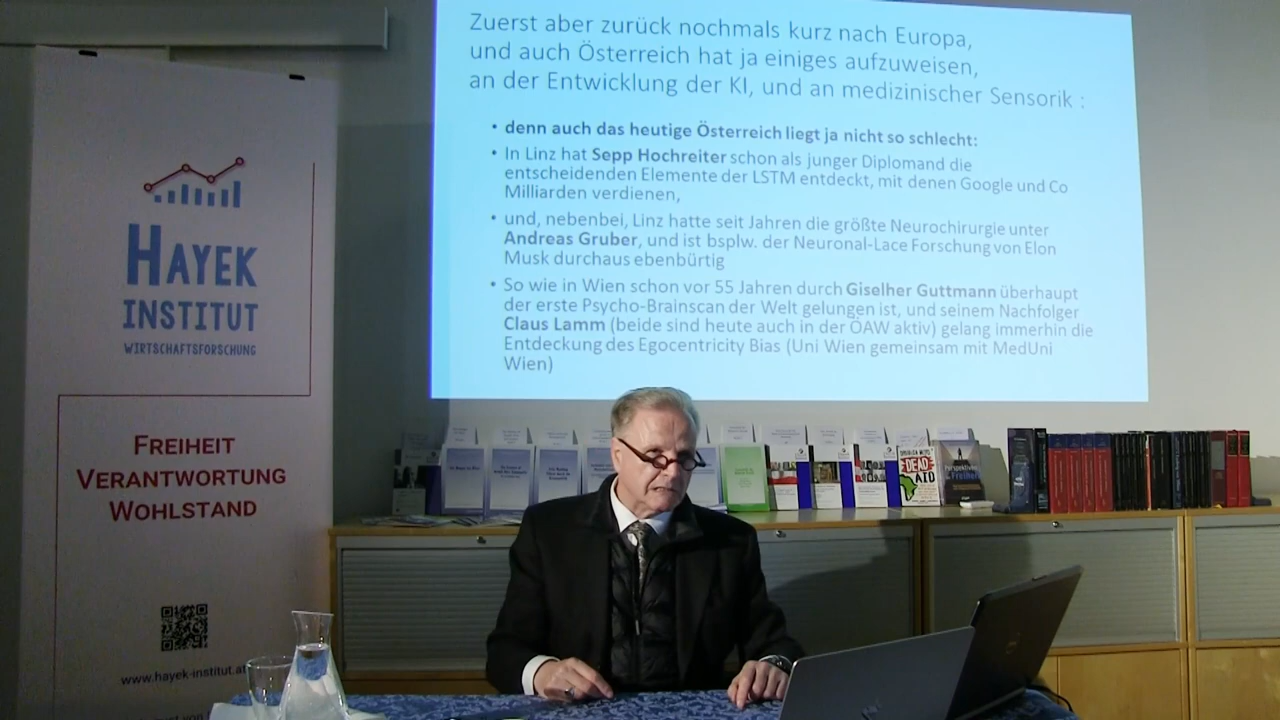 Zuerst aber zurück nochmals kurz nach Europa,
und auch Österreich hat ja einiges aufzuweisen,
an der Entwicklung der KI, und an medizinischer Sensorik :
• denn auch das heutige Österreich liegt ja nicht so schlecht:
• In Linz hat Sepp Hochreiter schon als junger Diplomand die
entscheidenden Elemente der LSTM entdeckt, mit denen Google und Co
Milliarden verdienen,
• und, nebenbei, Linz hatte seit Jahren die größte Neurochirurgie unter
Andreas Gruber, und ist bsplw. der Neuronal-Lace Forschung von Elon
Musk durchaus ebenbürtig
• So wie in Wien schon vor 55 Jahren durch Giselher Guttmann überhaupt
der erste Psycho-Brainscan der Welt gelungen ist, und seinem Nachfolger
Claus Lamm (beide sind heute auch in der ÖAW aktiv) gelang immerhin die
Entdeckung des Egocentricity Bias (Uni Wien gemeinsam mit MedUni
Wien)
HAYEK
INSTITUT
WIRTSCHAFTSFORSCHUNG
FREIHEIT
VERANTWORTUNG
WOHLSTAND
www.hayek-institut.at
DEAD
AID
Perspektiven
Freiheit